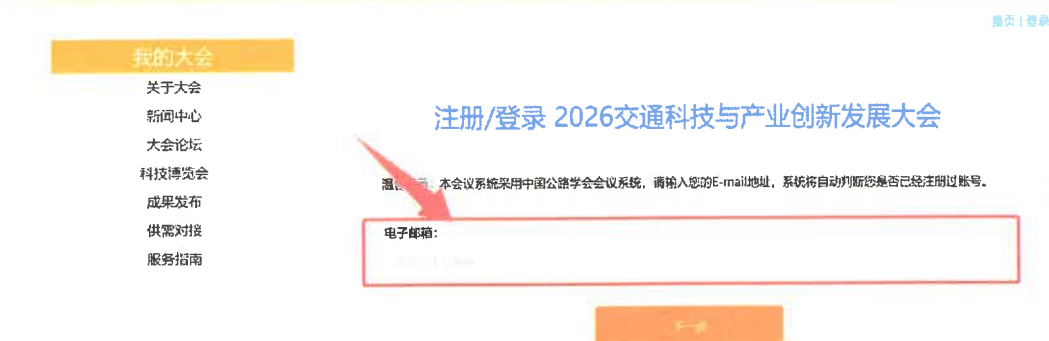 首页 | 登录
我的大会
关于大会
新闻中心
大会论坛
科技博览会
成果发布
供需对接
服务指南
注册/登录 2026交通科技与产业创新发展大会
温 : 本会议系统采用中国公路学会会议系统，请输入您的E-mail地址，系统将自动判断您是否已经注册过账号。
电子邮箱:
下一步